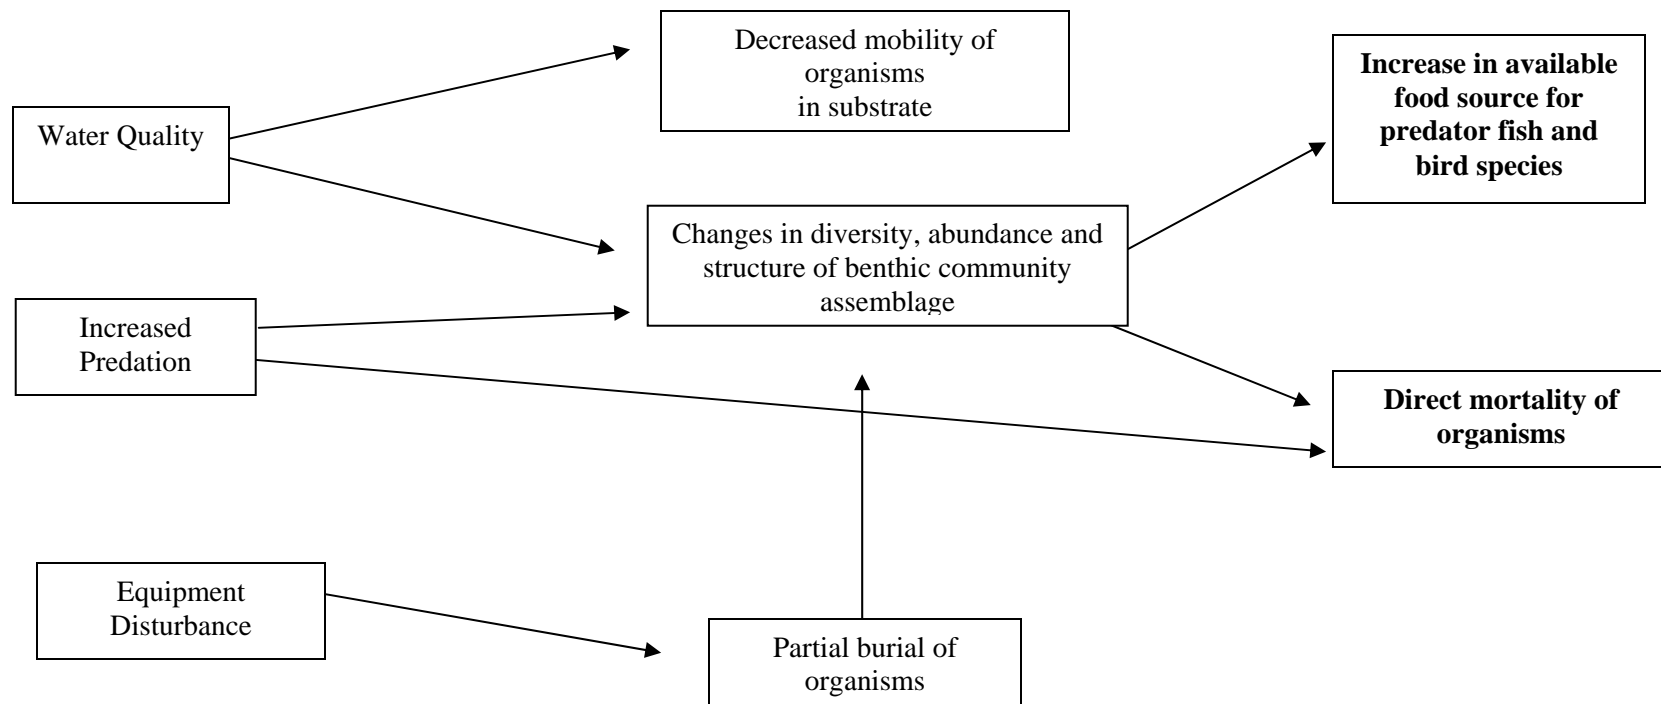 Decreased mobility of
organisms
in substrate
Increase in available
food source for
predator fish and
bird species
Water Quality
Changes in diversity, abundance and
structure of benthic community
assemblage
Increased
Predation
Direct mortality of
organisms
Equipment
Disturbance
Partial burial of
organisms